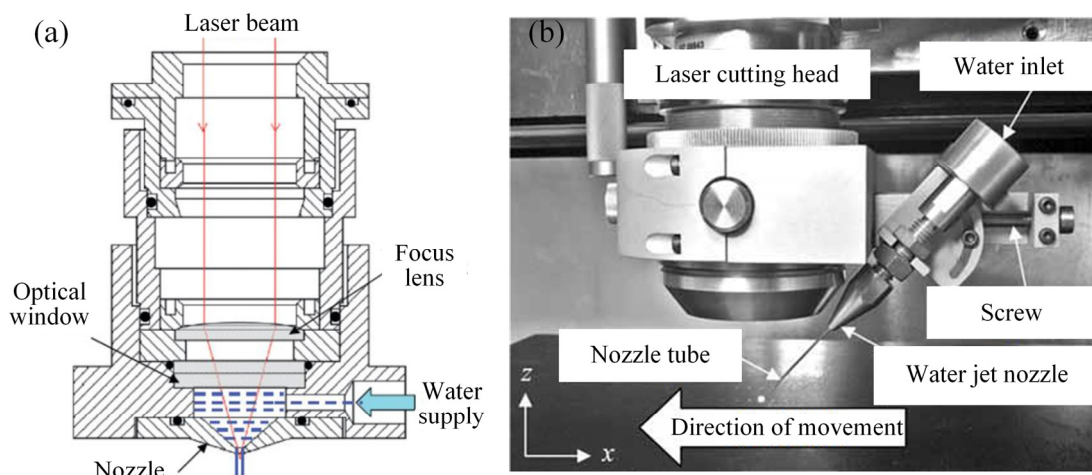 (a)
Laser beam
Focus
lens
Optical
window
Water
supply
Nozzle
(b)
Laser cutting head
Water inlet
Screw
Nozzle tube
Water jet nozzle
z
x
Direction of movement